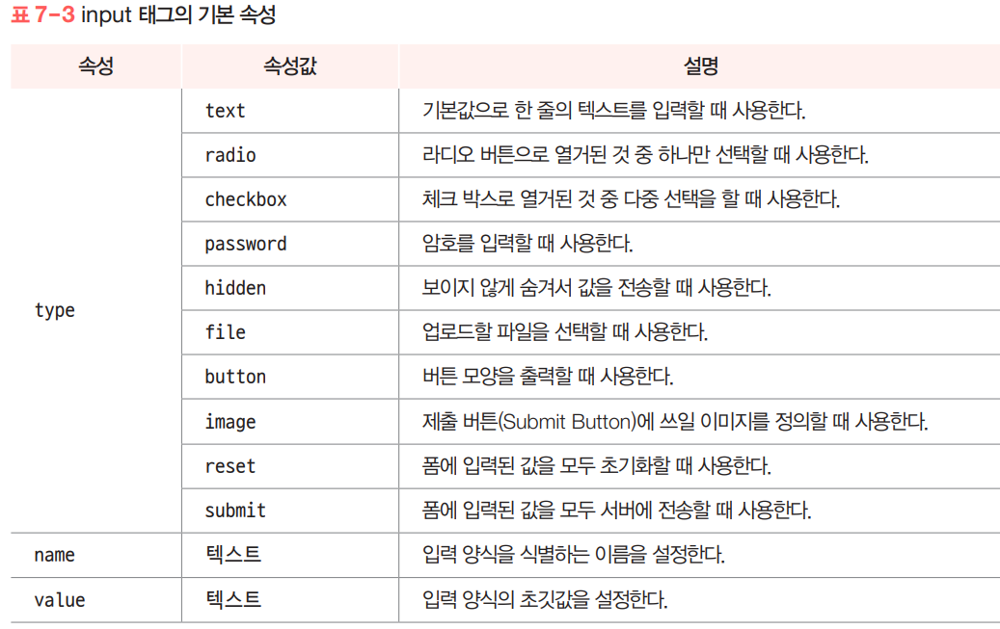 표 7-3 input 태그의 기본 속성
속성 속성값 설명
type
text 기본값으로 한 줄의 텍스트를 입력할 때 사용한다.
radio 라디오 버튼으로 열거된 것 중 하나만 선택할 때 사용한다.
checkbox 체크 박스로 열거된 것 중 다중 선택을 할 때 사용한다.
password 암호를 입력할 때 사용한다.
hidden 보이지 않게 숨겨서 값을 전송할 때 사용한다.
file 업로드할 파일을 선택할 때 사용한다.
button 버튼 모양을 출력할 때 사용한다.
image 제출 버튼(Submit Button)에 쓰일 이미지를 정의할 때 사용한다.
reset 폼에 입력된 값을 모두 초기화할 때 사용한다.
submit 폼에 입력된 값을 모두 서버에 전송할 때 사용한다.
name 텍스트 입력 양식을 식별하는 이름을 설정한다.
value 텍스트 입력 양식의 초깃값을 설정한다.